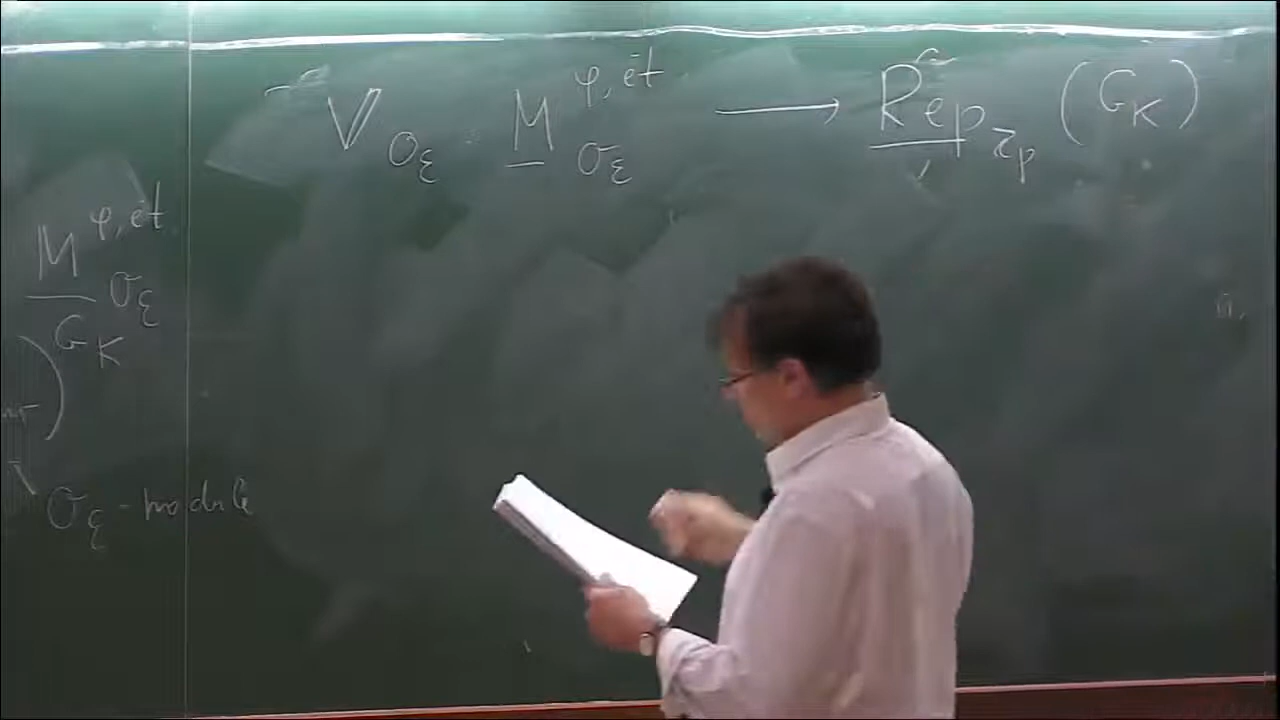 𝕍_{O_ℰ} : M^{φ, ét}_{O_ℰ} ⟶ Rep_{ℤ_p} (G_K)
M^{φ, ét}_{O_ℰ}
G_K
O_ℰ - module